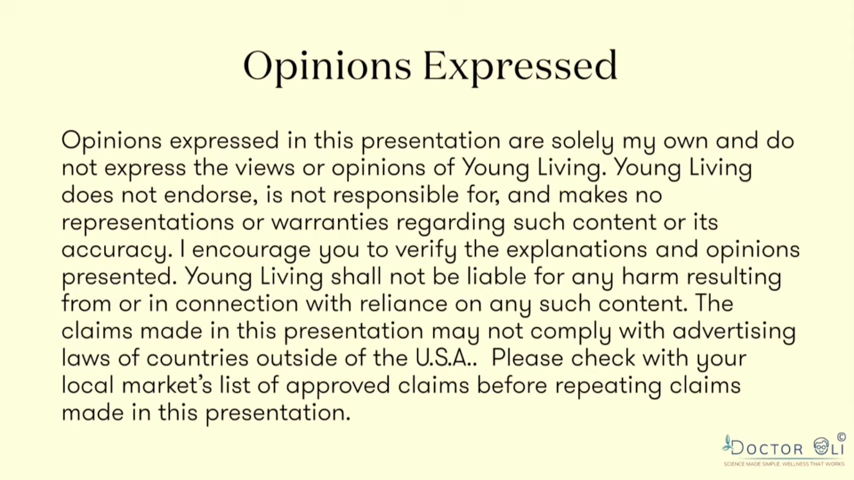 Opinions Expressed
Opinions expressed in this presentation are solely my own and do
not express the views or opinions of Young Living. Young Living
does not endorse, is not responsible for, and makes no
representations or warranties regarding such content or its
accuracy. I encourage you to verify the explanations and opinions
presented. Young Living shall not be liable for any harm resulting
from or in connection with reliance on any such content. The
claims made in this presentation may not comply with advertising
laws of countries outside of the U.S.A..  Please check with your
local market's list of approved claims before repeating claims
made in this presentation.
DOCTOR OLI ©
SCIENCE MADE SIMPLE. WELLNESS THAT WORKS.